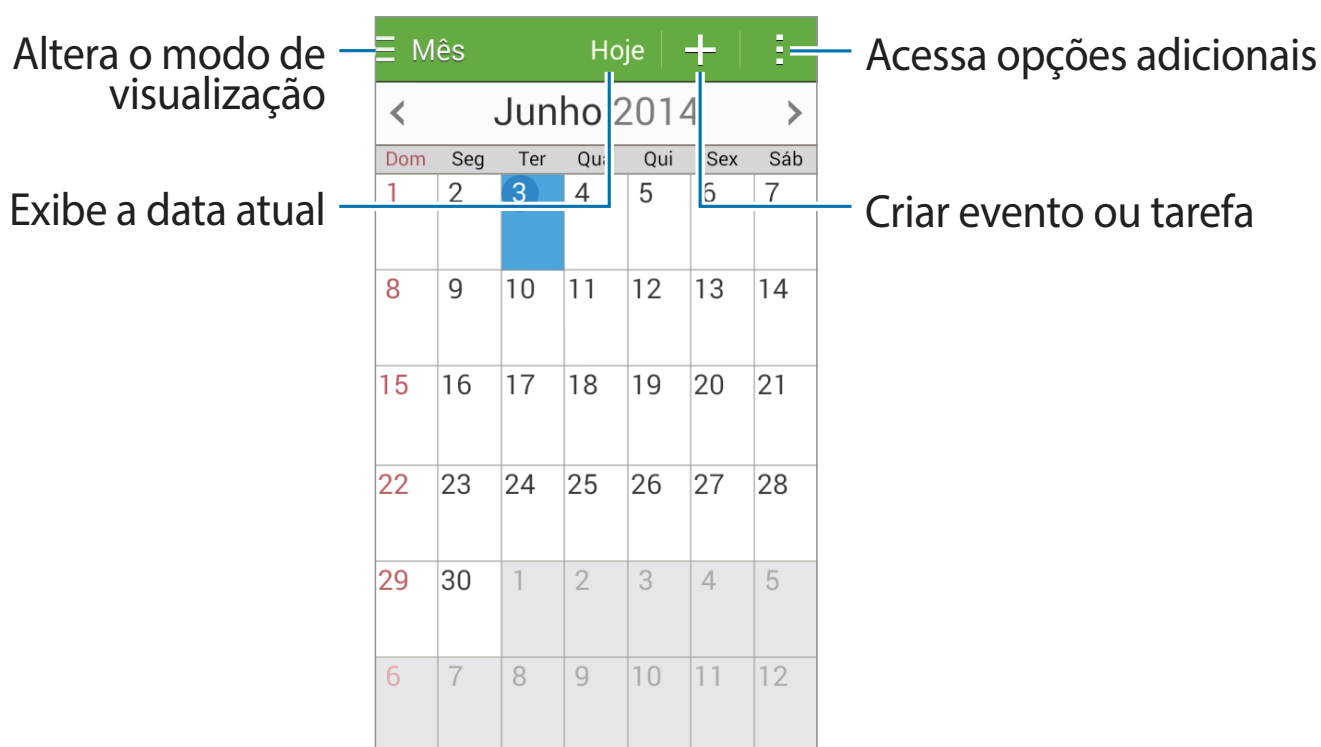 Altera o modo de
visualização
Mês Hoje
Acessa opções adicionais
Junho 2014
Dom Seg Ter Qua Qui Sex Sáb
Exibe a data atual
1 2 3 4 5 6 7
Criar evento ou tarefa
8 9 10 11 12 13 14
15 16 17 18 19 20 21
22 23 24 25 26 27 28
29 30 1 2 3 4 5
6 7 8 9 10 11 12